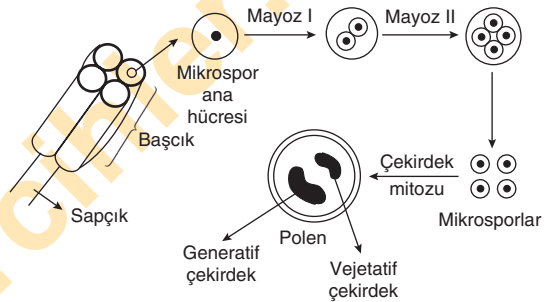 Mayoz I
Mayoz II
Mikrospor
ana
hücresi
Başcık
Sapçık
Çekirdek
mitozu
Mikrosporlar
Polen
Generatif
çekirdek
Vejetatif
çekirdek